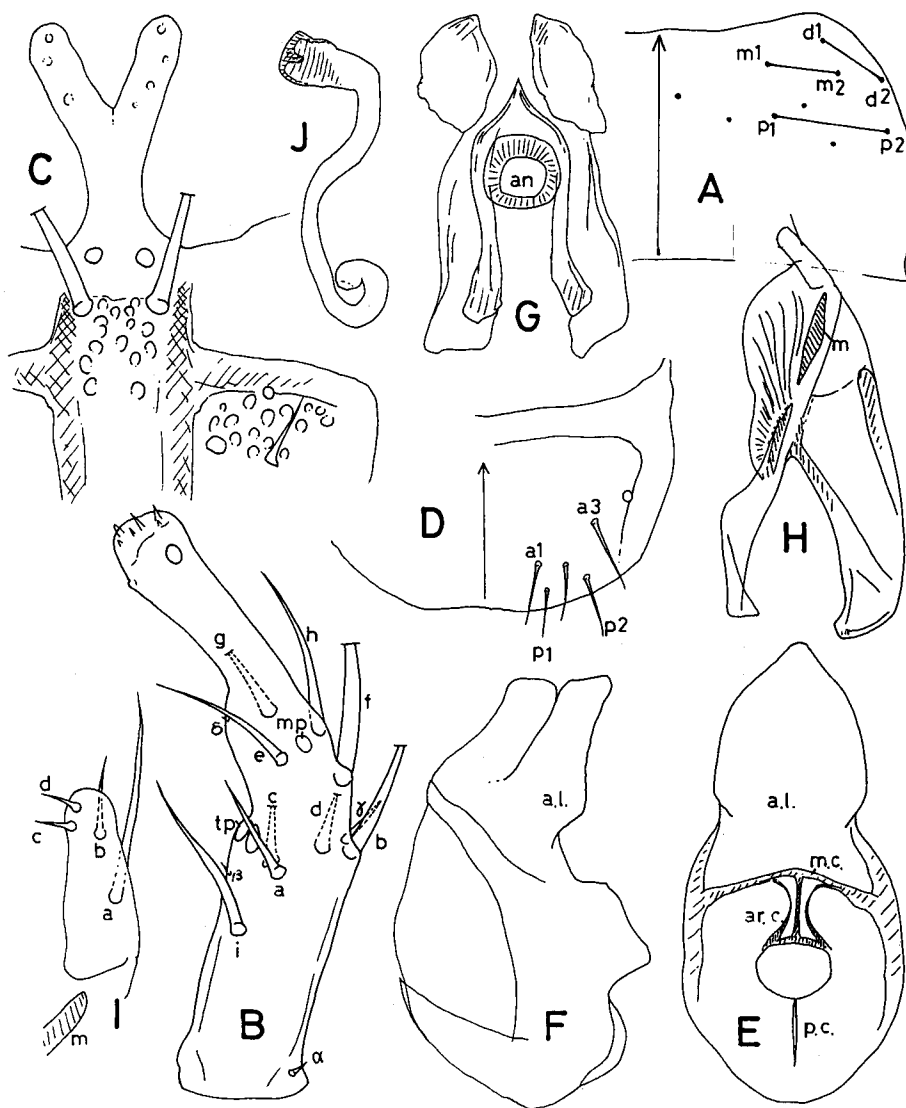 C
J
an
G
d1
m1
m2
d2
p1
p2
A
m
H
D
a1
a3
p1
p2
g
h
f
δ
mp
e
c
d
γ
b
tp
a
β
i
α
B
d
c
b
a
I
m
a.l.
F
a.l.
m.c.
ar.c.
p.c.
E